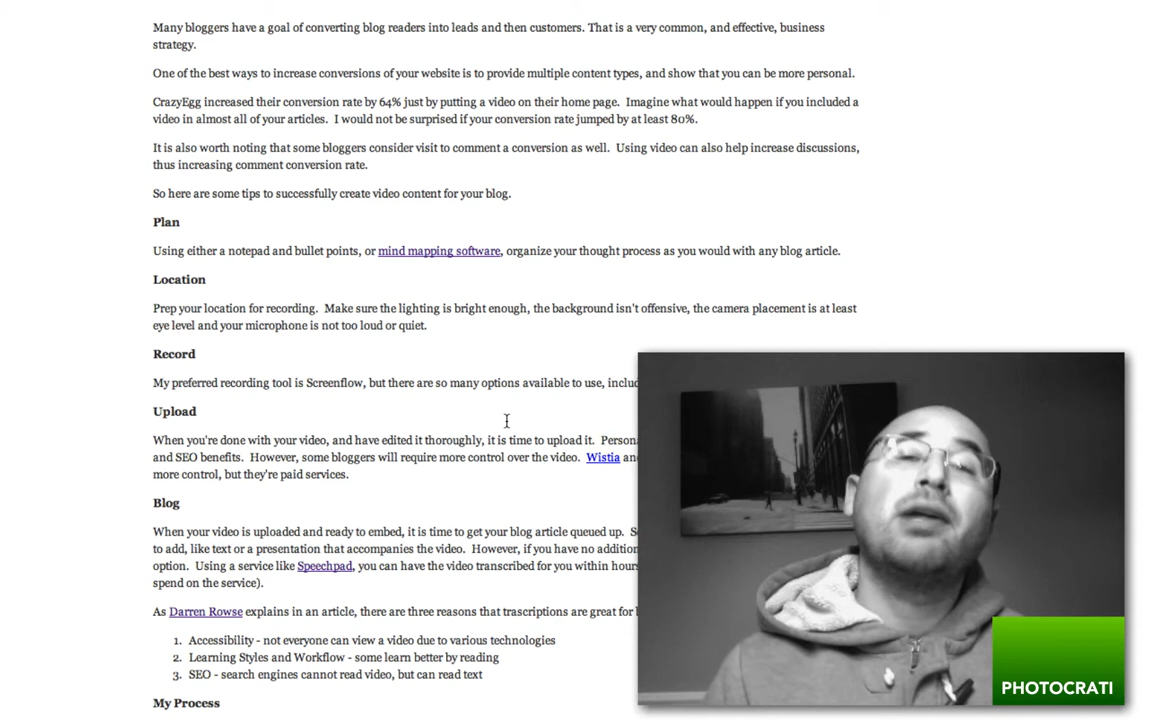 Many bloggers have a goal of converting blog readers into leads and then customers. That is a very common, and effective, business
strategy.
One of the best ways to increase conversions of your website is to provide multiple content types, and show that you can be more personal.
CrazyEgg increased their conversion rate by 64% just by putting a video on their home page. Imagine what would happen if you included a
video in almost all of your articles. I would not be surprised if your conversion rate jumped by at least 80%.
It is also worth noting that some bloggers consider visit to comment a conversion as well. Using video can also help increase discussions,
thus increasing comment conversion rate.
So here are some tips to successfully create video content for your blog.
Plan
Using either a notepad and bullet points, or mind mapping software, organize your thought process as you would with any blog article.
Location
Prep your location for recording. Make sure the lighting is bright enough, the background isn't offensive, the camera placement is at least
eye level and your microphone is not too loud or quiet.
Record
My preferred recording tool is Screenflow, but there are so many options available to use,
Upload
When you're done with your video, and have edited it thoroughly, it is time to upload it.
and SEO benefits. However, some bloggers will require more control over the video. Wistia
more control, but they're paid services.
Blog
When your video is uploaded and ready to embed, it is time to get your blog article queued up.
to add, like text or a presentation that accompanies the video. However, if you have no
option. Using a service like Speechpad, you can have the video transcribed for you within hours
spend on the service).
As Darren Rowse explains in an article, there are three reasons that trascriptions are great for
1. Accessibility - not everyone can view a video due to various technologies
2. Learning Styles and Workflow - some learn better by reading
3. SEO - search engines cannot read video, but can read text
My Process
PHOTOCRATI